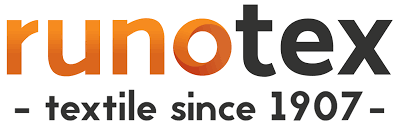 runotex
- textile since 1907-